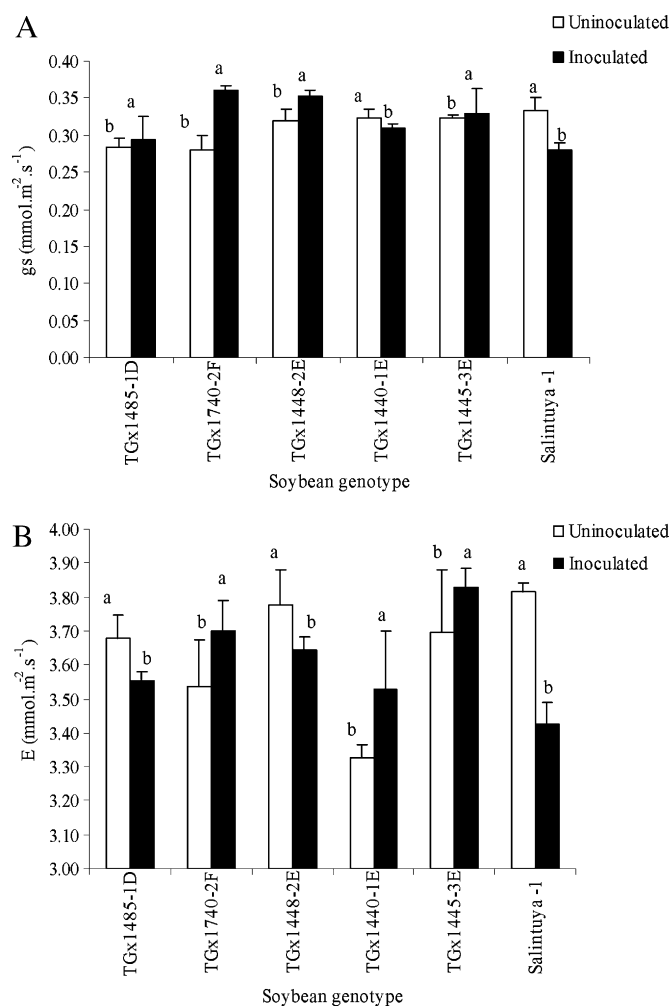 A
Uninoculated
Inoculated
0.40
0.35
0.30
0.25
0.20
0.15
0.10
0.05
0.00
gs (mmol.m⁻².s⁻¹)
b a b a b a a b b a a b
TGx1485-1D
TGx1740-2F
TGx1448-2E
TGx1440-1E
TGx1445-3E
Salintuya -1
Soybean genotype
B
Uninoculated
Inoculated
4.00
3.90
3.80
3.70
3.60
3.50
3.40
3.30
3.20
3.10
3.00
E (mmol.m⁻².s⁻¹)
a b b a a b b a b a a b
TGx1485-1D
TGx1740-2F
TGx1448-2E
TGx1440-1E
TGx1445-3E
Salintuya -1
Soybean genotype